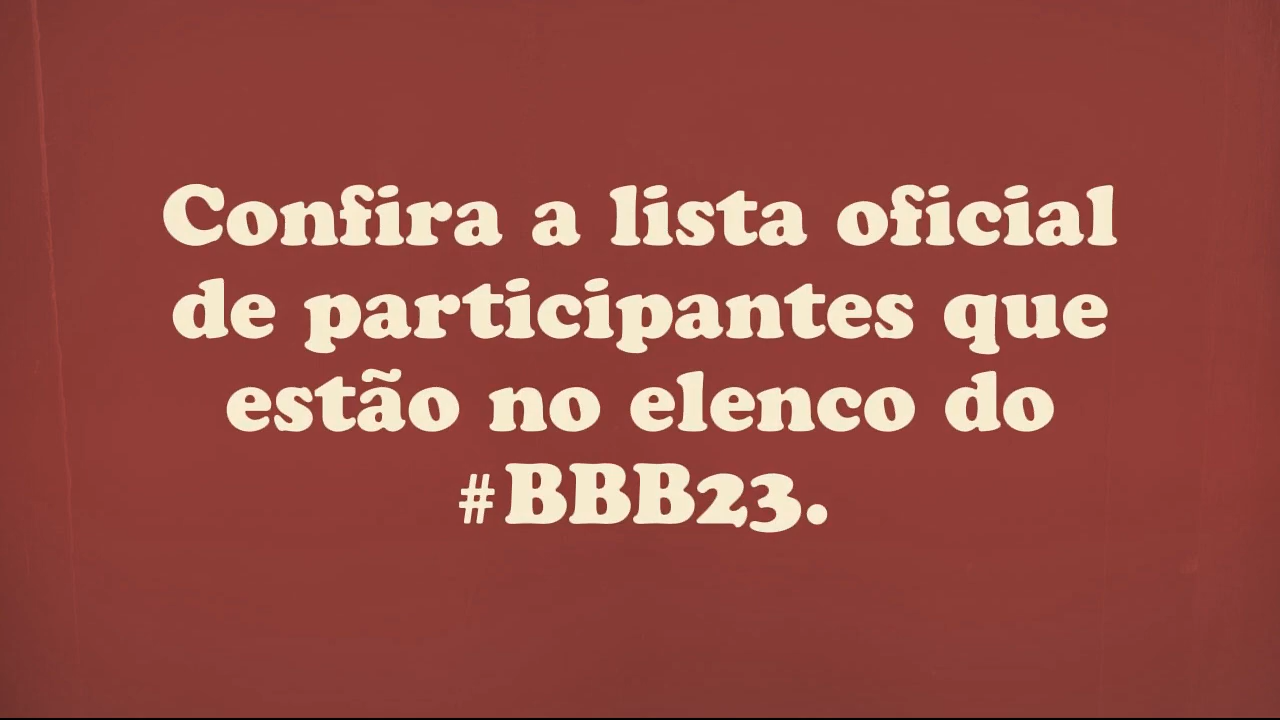 Confira a lista oficial
de participantes que
estão no elenco do
#BBB23.